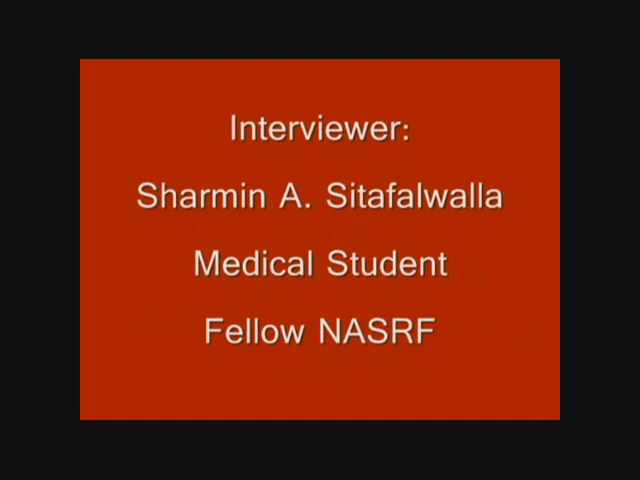 Interviewer:
Sharmin A. Sitafalwalla
Medical Student
Fellow NASRF